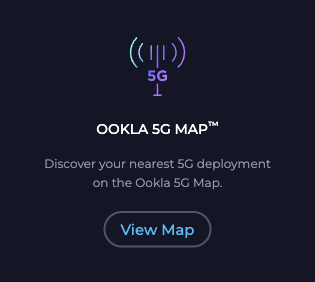 5G
OOKLA 5G MAP™
Discover your nearest 5G deployment
on the Ookla 5G Map.
View Map